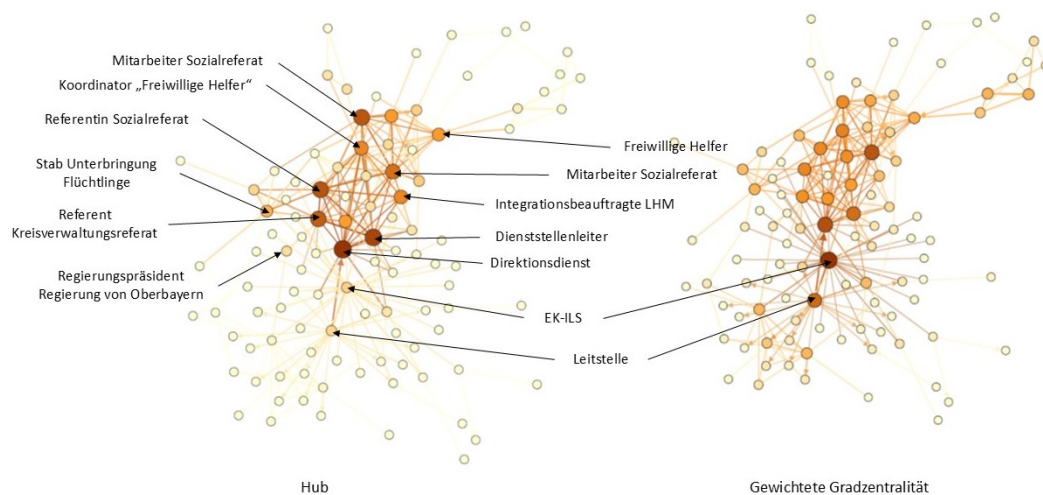 Mitarbeiter Sozialreferat
Koordinator „Freiwillige Helfer“
Referentin Sozialreferat
Stab Unterbringung
Flüchtlinge
Referent
Kreisverwaltungsreferat
Regierungspräsident
Regierung von Oberbayern
Freiwillige Helfer
Mitarbeiter Sozialreferat
Integrationsbeauftragte LHM
Dienststellenleiter
Direktionsdienst
EK-ILS
Leitstelle
Hub
Gewichtete Gradzentralität